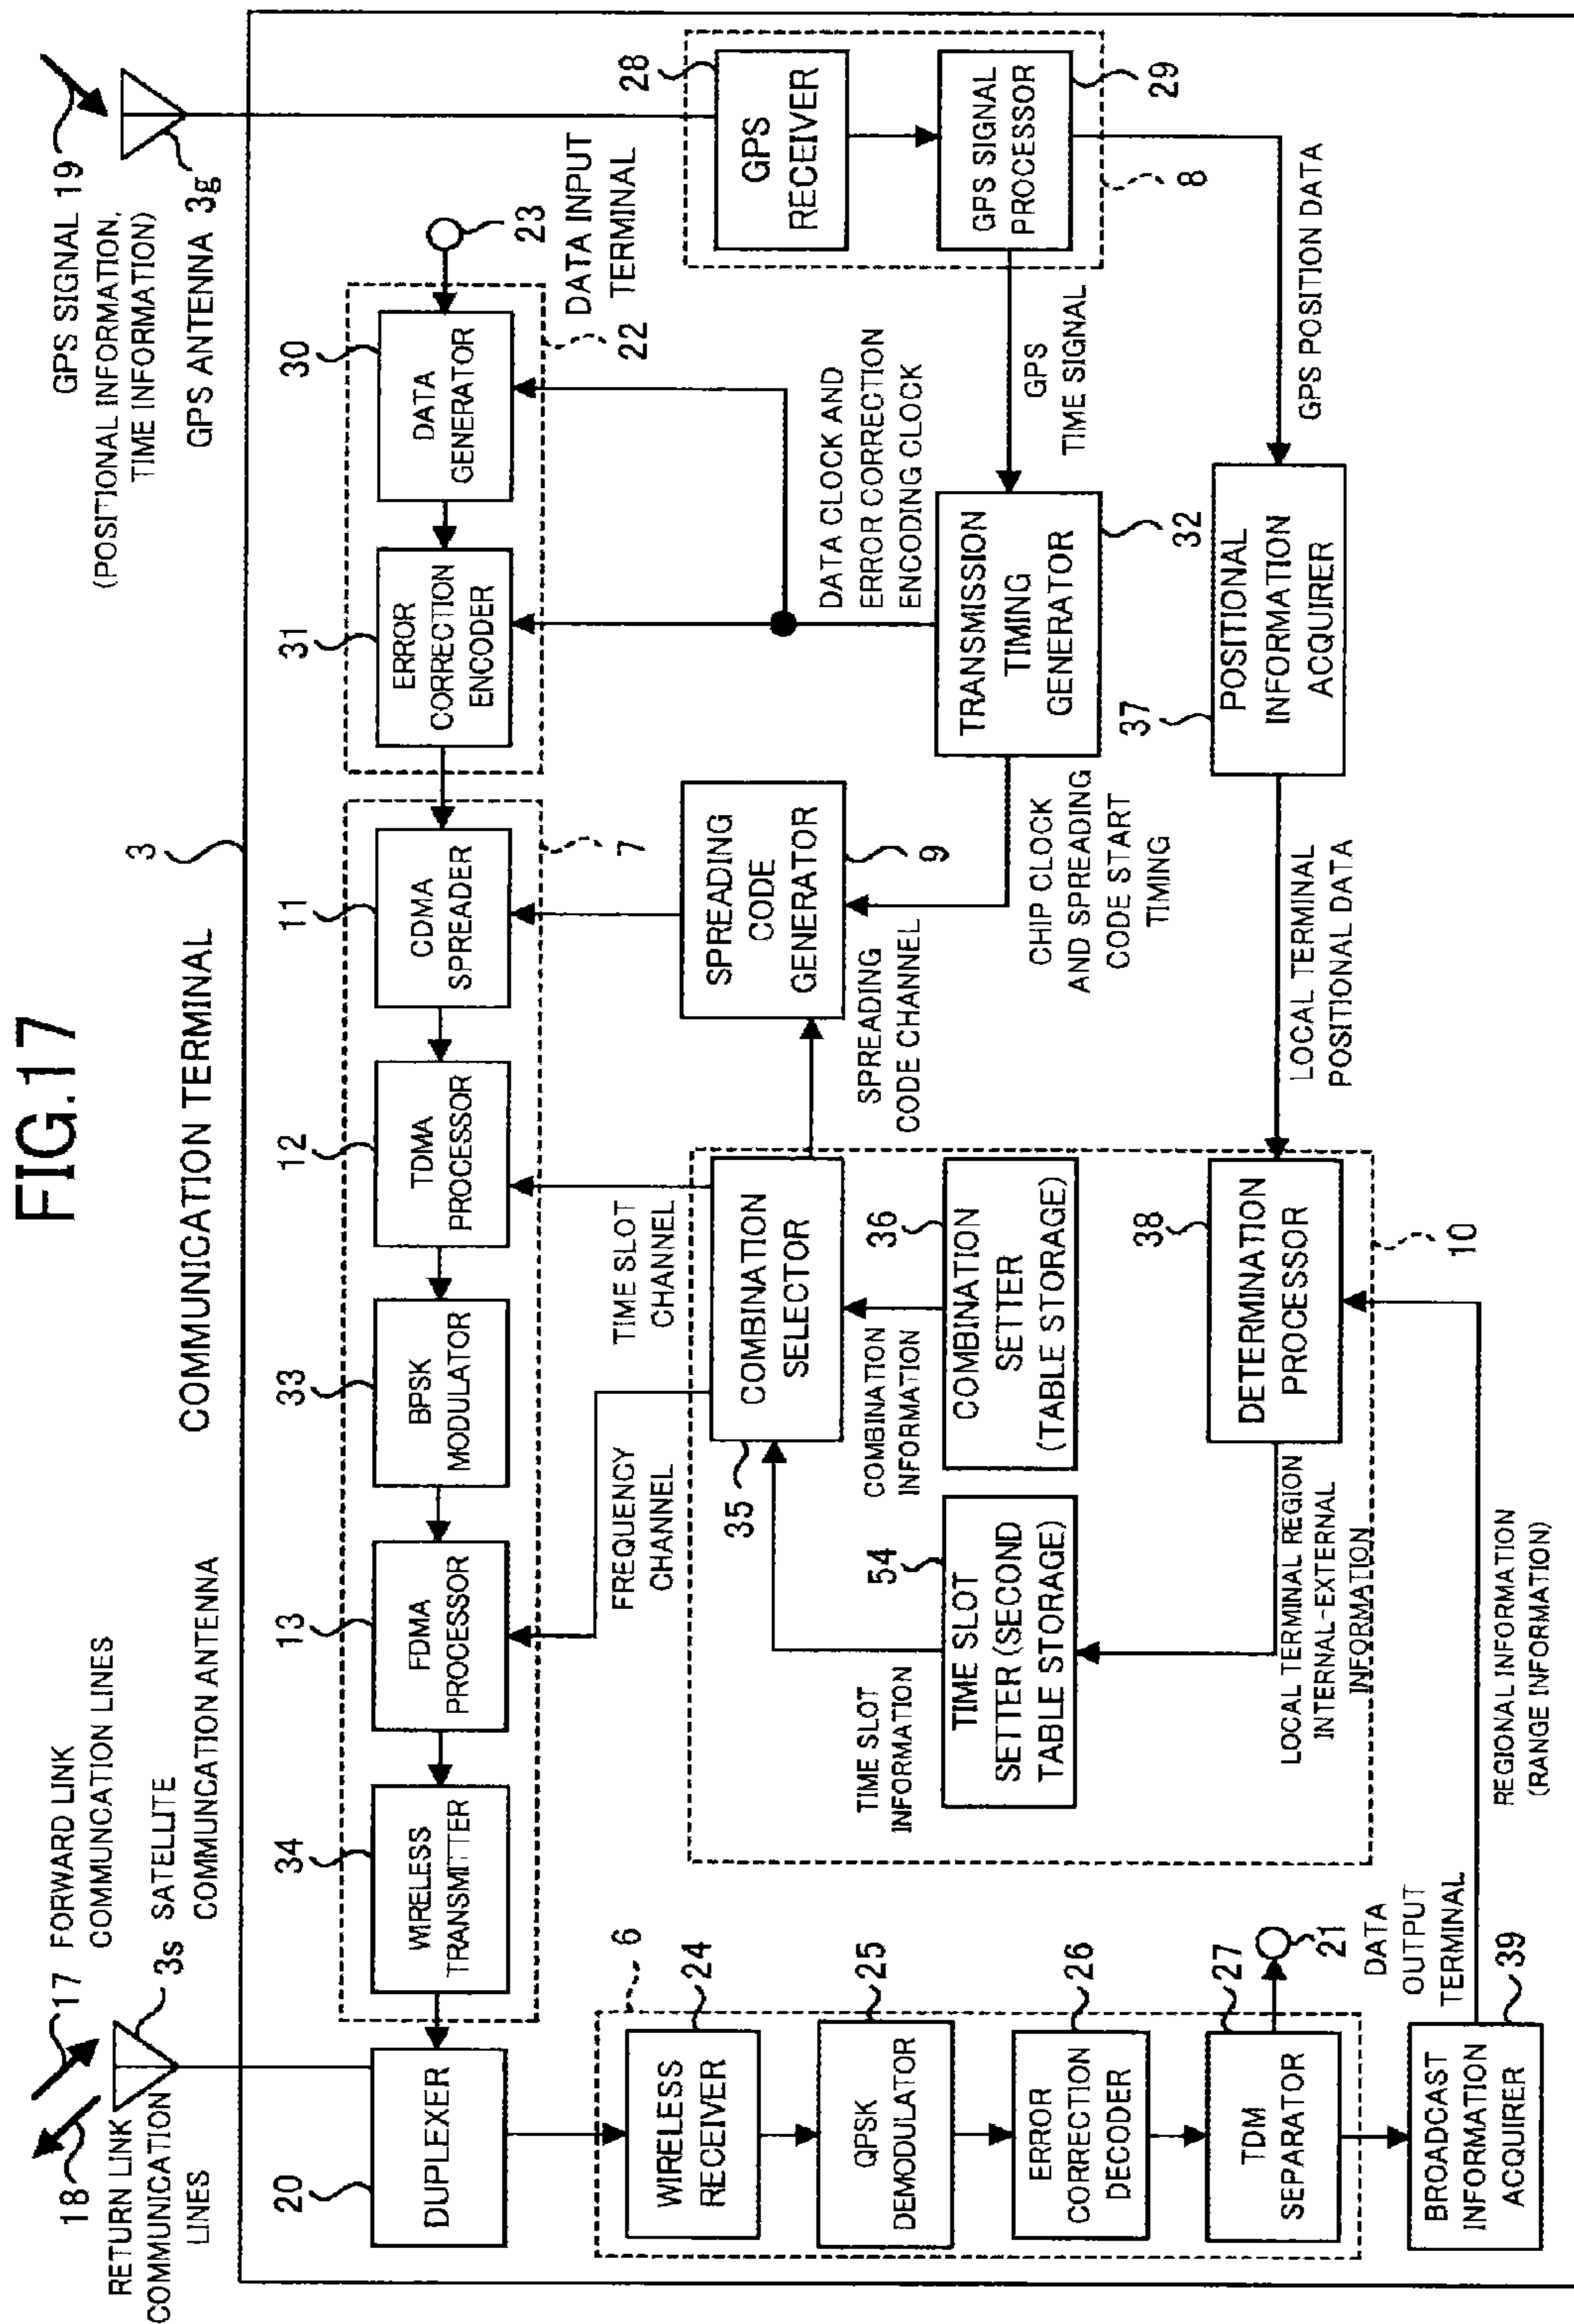 FIG.17
18
RETURN LINK
COMMUNICATION
LINES
17 FORWARD LINK
COMMUNCATION LINES
3s SATELLITE
COMMUNCATION ANTENNA
COMMUNICATION TERMINAL
3
GPS SIGNAL 19
(POSITIONAL INFORMATION,
TIME INFORMATION)
GPS ANTENNA 3g
20
DUPLEXER
34
WIRELESS
TRANSMITTER
13
FDMA
PROCESSOR
33
BPSK
MODULATOR
12
TDMA
PROCESSOR
11
CDMA
SPREADER
7
31
ERROR
CORRECTION
ENCODER
30
DATA
GENERATOR
22
23
DATA INPUT
TERMINAL
6
WIRELESS
RECEIVER
24
QPSK
DEMODULATOR
25
ERROR
CORRECTION
DECODER
26
TDM
SEPARATOR
27
21
DATA
OUTPUT
TERMINAL
BROADCAST
INFORMATION
ACQUIRER
39
REGIONAL INFORMATION
(RANGE INFORMATION)
FREQUENCY
CHANNEL
TIME SLOT
CHANNEL
35
COMBINATION
SELECTOR
TIME SLOT
INFORMATION
COMBINATION
INFORMATION
54
TIME SLOT
SETTER (SECOND
TABLE STORAGE)
36
COMBINATION
SETTER
(TABLE STORAGE)
LOCAL TERMINAL REGION
INTERNAL-EXTERNAL
INFORMATION
38
DETERMINATION
PROCESSOR
10
SPREADING
CODE
GENERATOR
9
SPREADING
CODE CHANNEL
CHIP CLOCK
AND SPREADING
CODE START
TIMING
DATA CLOCK AND
ERROR CORRECTION
ENCODING CLOCK
TRANSMISSION
TIMING
GENERATOR
32
GPS
TIME SIGNAL
28
GPS
RECEIVER
GPS SIGNAL
PROCESSOR
29
8
LOCAL TERMINAL
POSITIONAL DATA
37
POSITIONAL
INFORMATION
ACQUIRER
GPS POSITION DATA